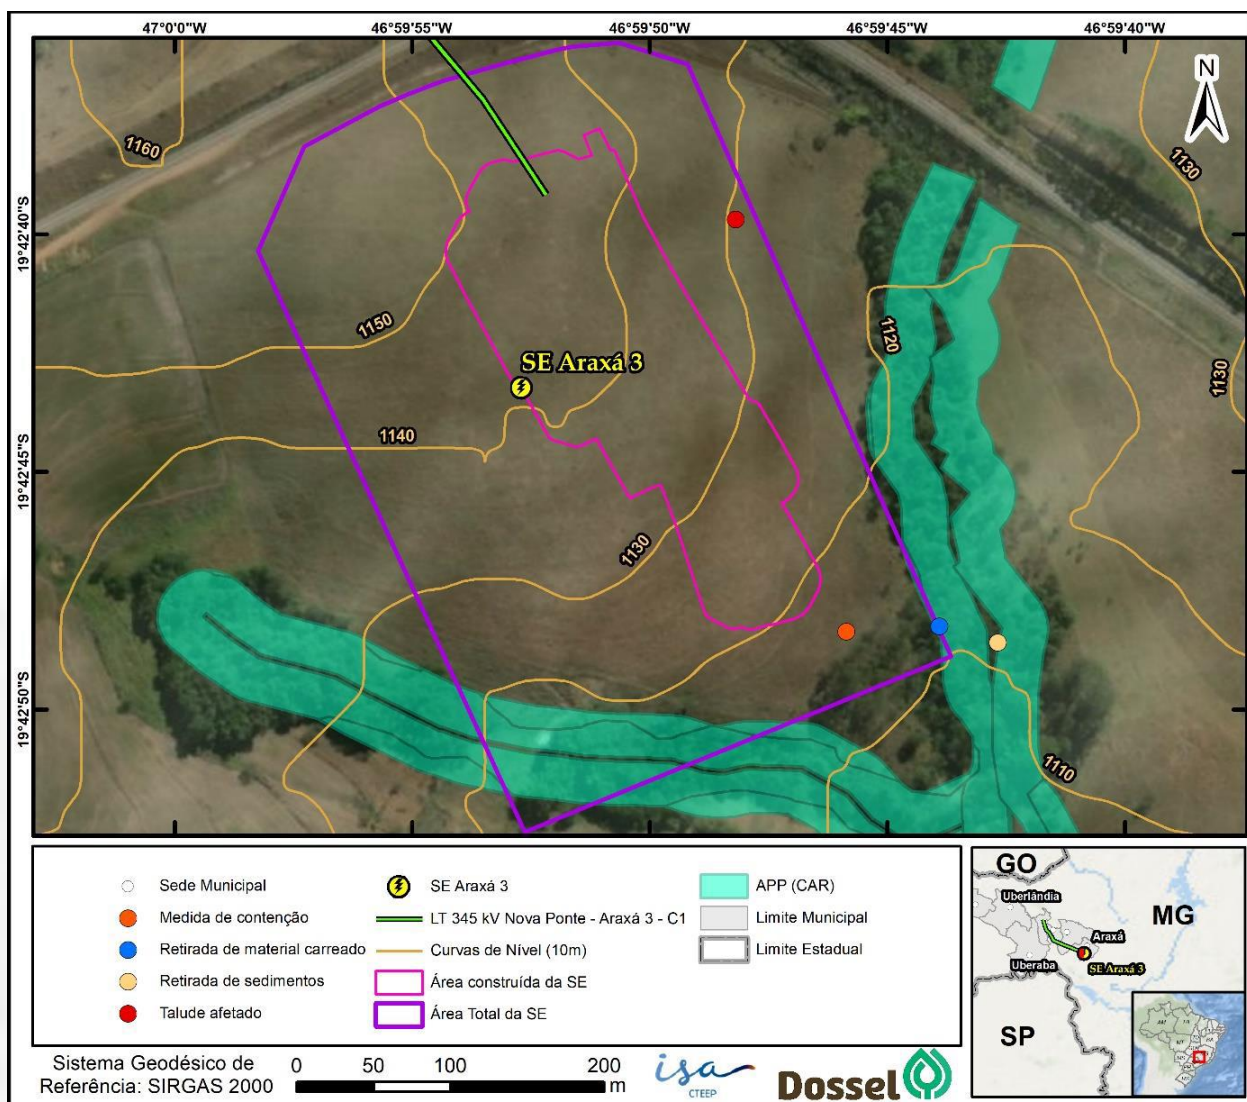 47°0'0"W 46°59'55"W 46°59'50"W 46°59'45"W 46°59'40"W
N
1160
1130
19°42'40"S
1150
1120
SE Araxá 3
1130
1140
19°42'45"S
1130
19°42'50"S
1110
Sede Municipal
Medida de contenção
Retirada de material carreado
Retirada de sedimentos
Talude afetado
SE Araxá 3
LT 345 kV Nova Ponte - Araxá 3 - C1
Curvas de Nível (10m)
Área construída da SE
Área Total da SE
APP (CAR)
Limite Municipal
Limite Estadual
GO
Uberlândia
MG
Araxá
SE Araxá 3
Uberaba
SP
Sistema Geodésico de
Referência: SIRGAS 2000
0 50 100 200
m
isa
CTEEP
Dossel